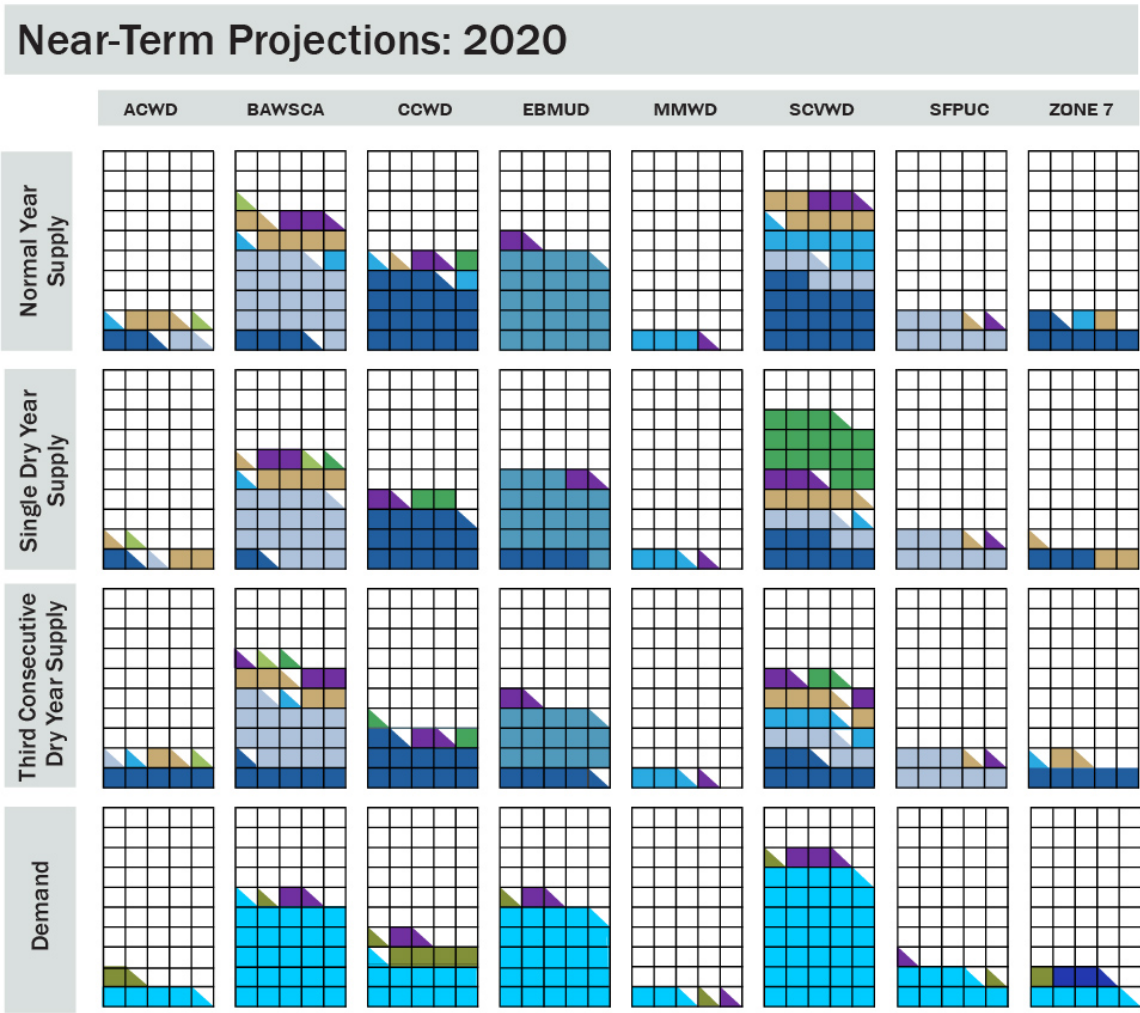 Near-Term Projections: 2020
ACWD BAWSCA CCWD EBMUD MMWD SCVWD SFPUC ZONE 7
Normal Year
Supply
Single Dry Year
Supply
Third Consecutive
Dry Year Supply
Demand